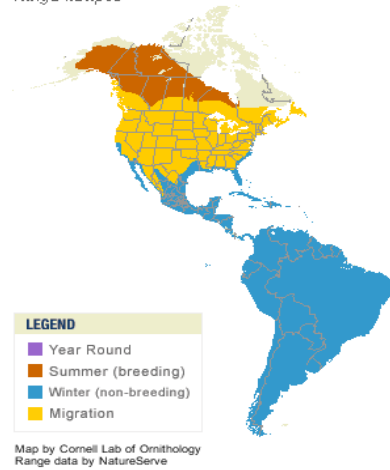 LEGEND
Year Round
Summer (breeding)
Winter (non-breeding)
Migration
Map by Cornell Lab of Ornithology
Range data by NatureServe